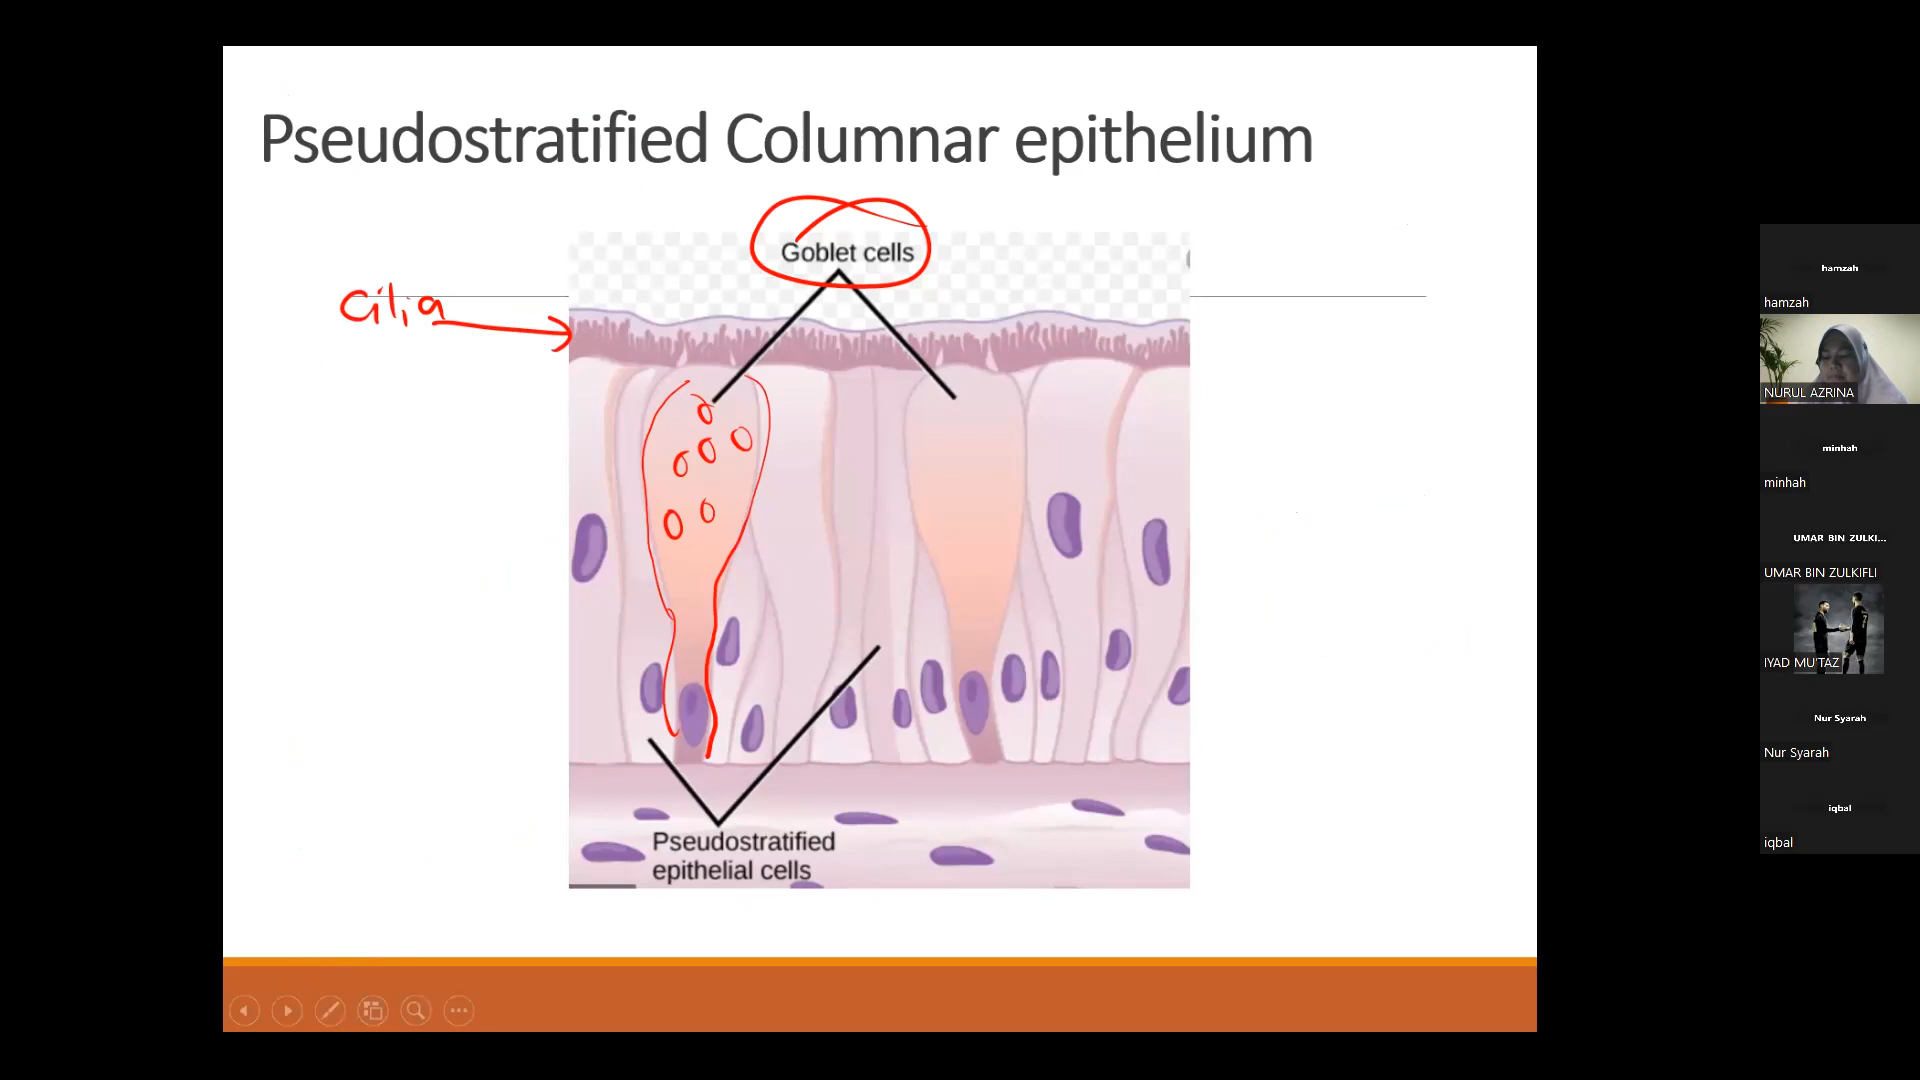 Pseudostratified Columnar epithelium
Goblet cells
Cilia
Pseudostratified
epithelial cells
hamzah
hamzah
NURUL AZRINA
minhah
minhah
UMAR BIN ZULKI...
UMAR BIN ZULKIFLI
IYAD MU'TAZ
Nur Syarah
Nur Syarah
iqbal
iqbal